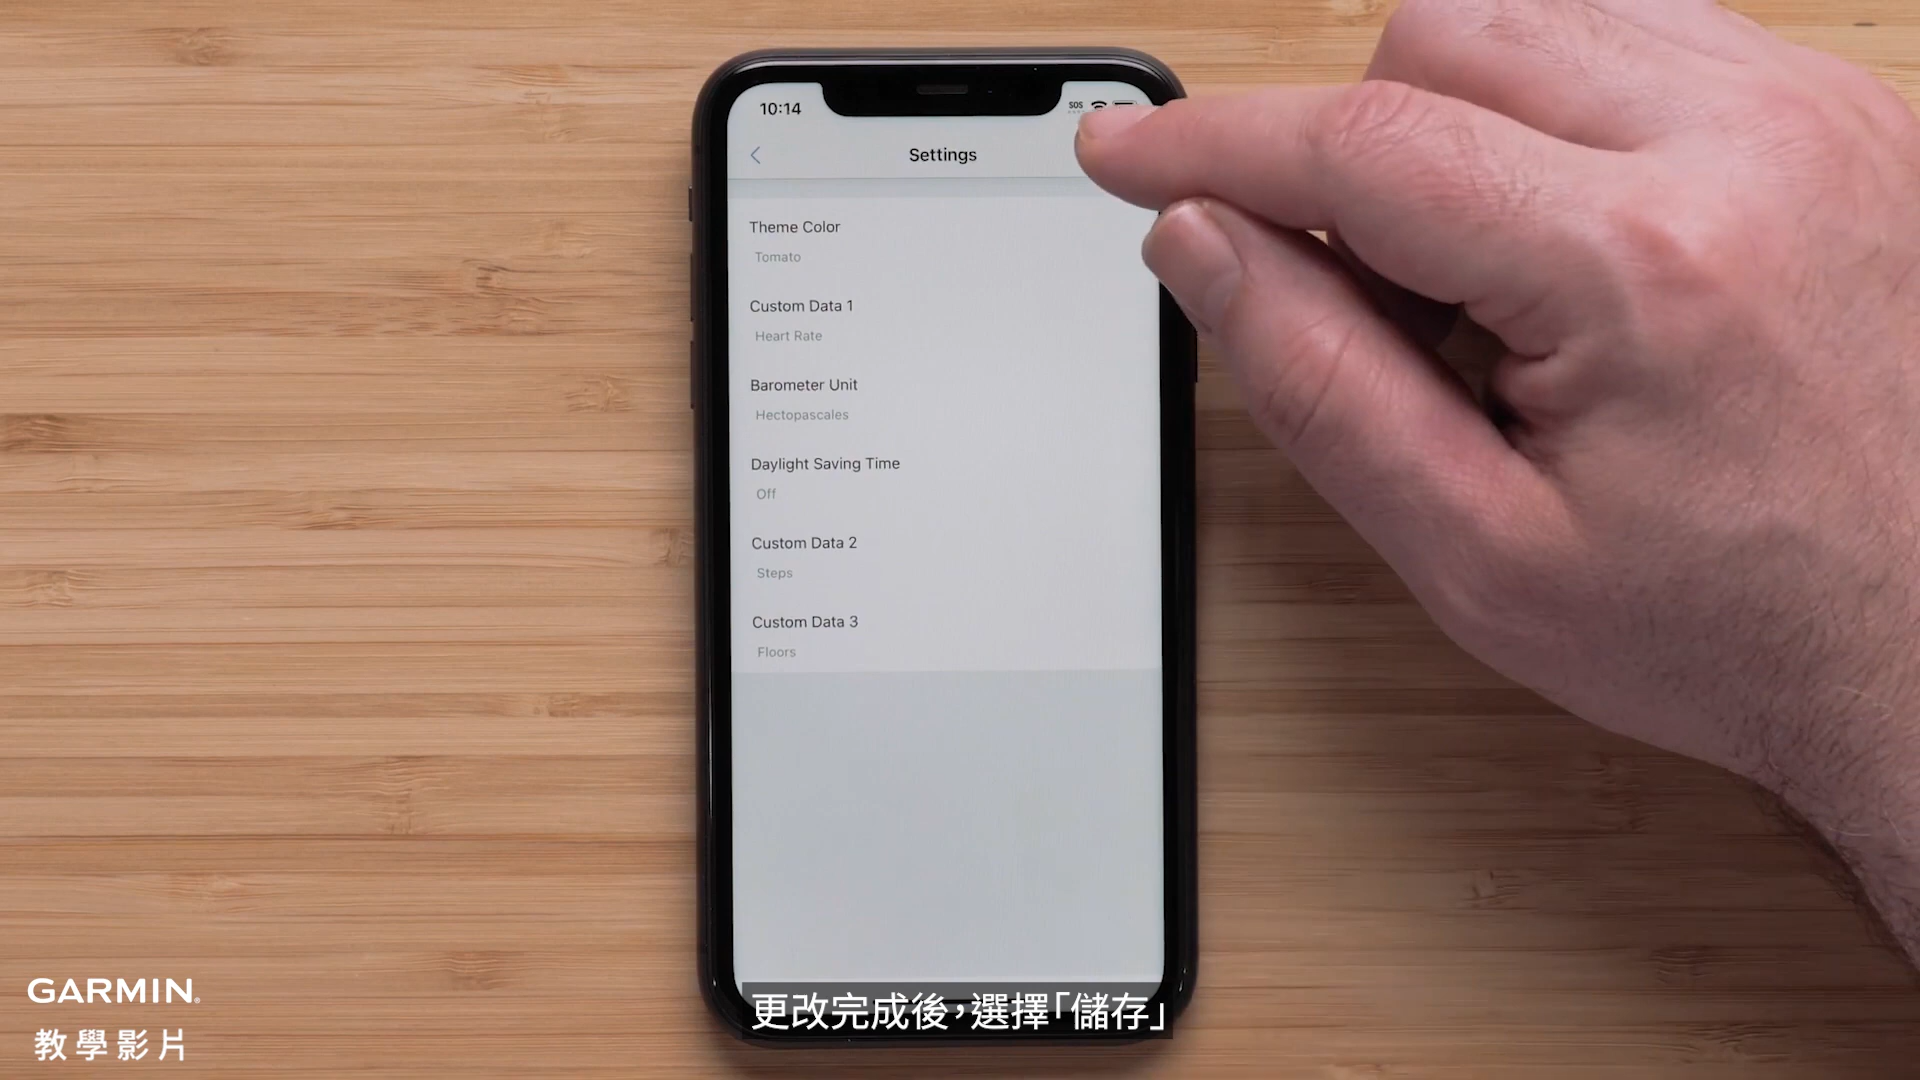 10:14
SOS
Settings
Theme Color
Tomato
Custom Data 1
Heart Rate
Barometer Unit
Hectopascales
Daylight Saving Time
Off
Custom Data 2
Steps
Custom Data 3
Floors
更改完成後，選擇「儲存」
GARMIN®
教學影片